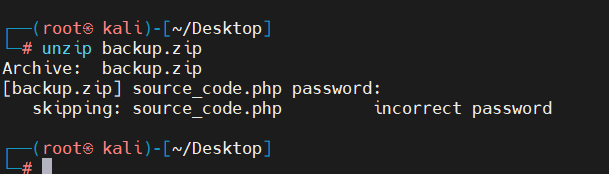 ┌──(root㉿ kali)-[~/Desktop]
└─# unzip backup.zip
Archive:  backup.zip
[backup.zip] source_code.php password:
   skipping: source_code.php         incorrect password
┌──(root㉿ kali)-[~/Desktop]
└─#